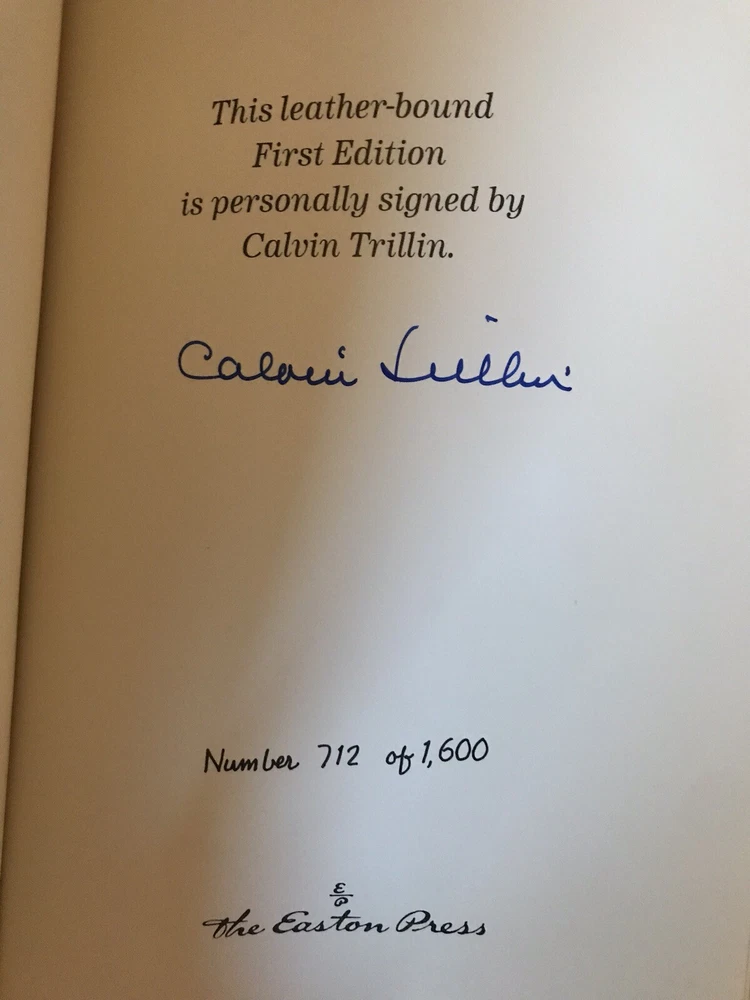 This leather-bound
First Edition
is personally signed by
Calvin Trillin.
Calvin Trillin
Number 712 of 1,600
E
P
The Easton Press